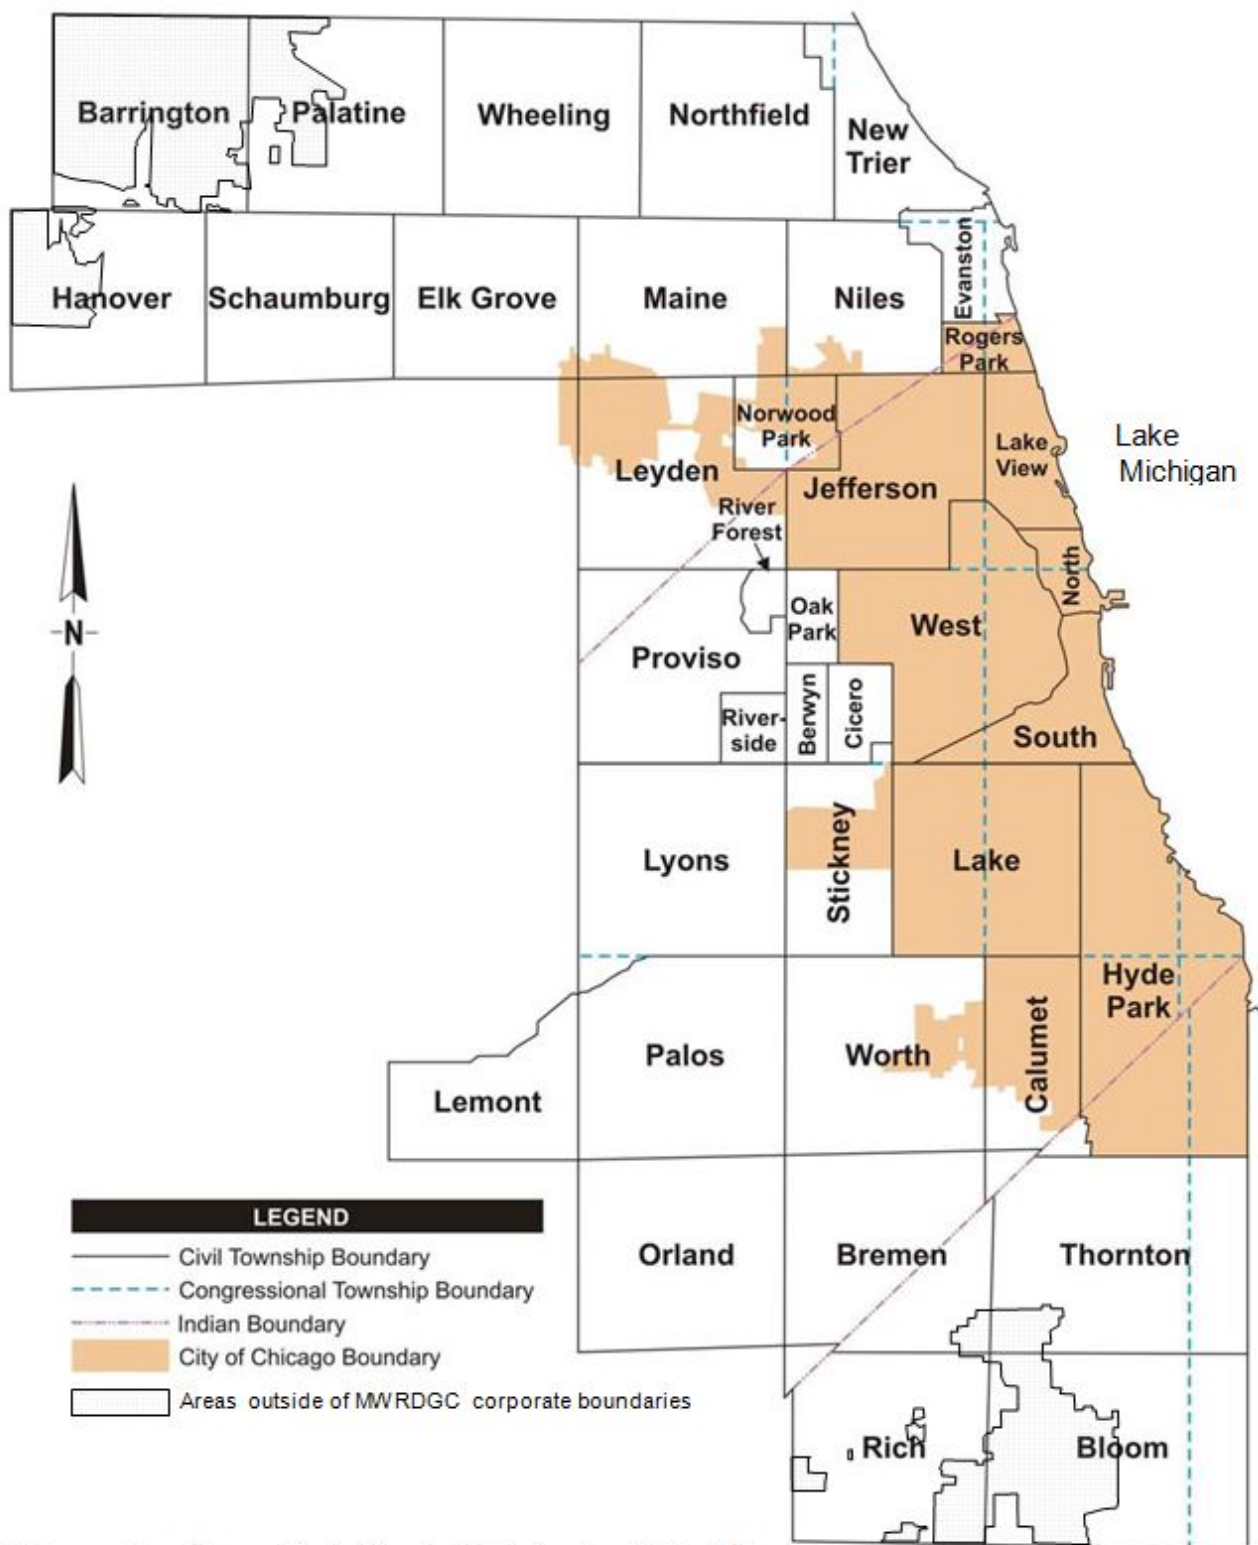 Barrington
Palatine
Wheeling
Northfield
New
Trier
Evanston
Hanover
Schaumburg
Elk Grove
Maine
Niles
Rogers
Park
Norwood
Park
Lake
View
Lake
Michigan
Leyden
Jefferson
River
Forest
North
Oak
Park
West
N
Proviso
River-
side
Berwyn
Cicero
South
Lyons
Stickney
Lake
Hyde
Park
Palos
Worth
Calumet
Lemont
LEGEND
Civil Township Boundary
Congressional Township Boundary
Indian Boundary
City of Chicago Boundary
Areas outside of MWRDGC corporate boundaries
Orland
Bremen
Thornton
Rich
Bloom